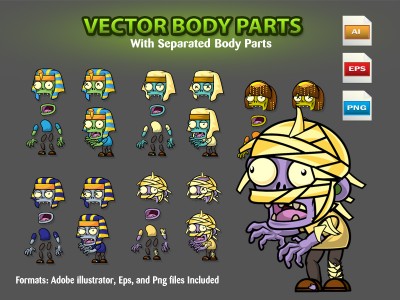 VECTOR BODY PARTS
With Separated Body Parts
AI
EPS
PNG
Formats: Adobe illustrator, Eps, and Png files Included